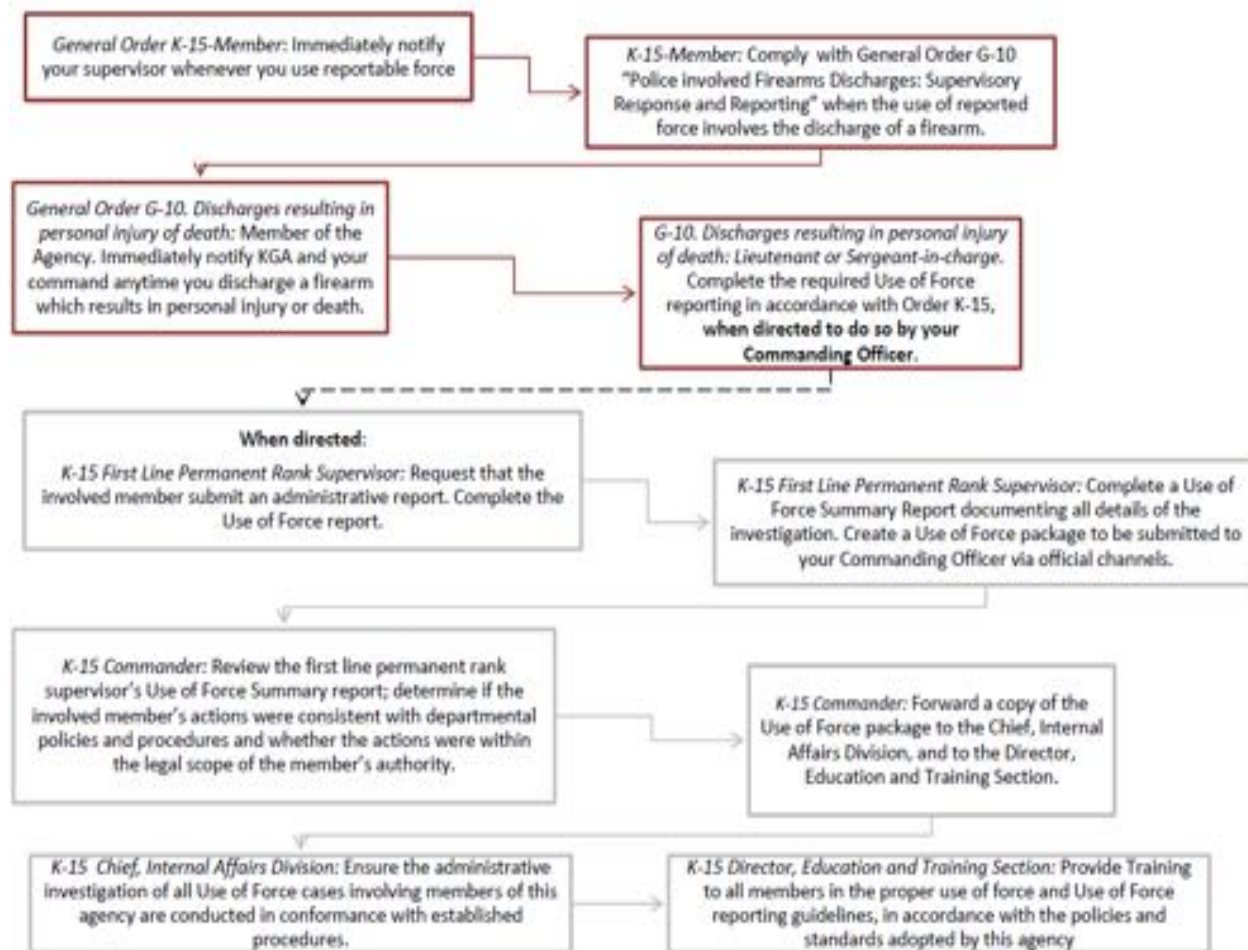 General Order K-15-Member: Immediately notify
your supervisor whenever you use reportable force
K-15-Member: Comply with General Order G-10
"Police involved Firearms Discharges: Supervisory
Response and Reporting" when the use of reported
force involves the discharge of a firearm.
General Order G-10. Discharges resulting in
personal injury of death: Member of the
Agency. Immediately notify KGA and your
command anytime you discharge a firearm
which results in personal injury or death.
G-10. Discharges resulting in personal injury
of death: Lieutenant or Sergeant-in-charge.
Complete the required Use of Force
reporting in accordance with Order K-15,
when directed to do so by your
Commanding Officer.
When directed:
K-15 First Line Permanent Rank Supervisor: Request that the
involved member submit an administrative report. Complete the
Use of Force report.
K-15 First Line Permanent Rank Supervisor: Complete a Use of
Force Summary Report documenting all details of the
investigation. Create a Use of Force package to be submitted to
your Commanding Officer via official channels.
K-15 Commander: Review the first line permanent rank
supervisor's Use of Force Summary report; determine if the
involved member's actions were consistent with departmental
policies and procedures and whether the actions were within
the legal scope of the member's authority.
K-15 Commander: Forward a copy of the
Use of Force package to the Chief, Internal
Affairs Division, and to the Director,
Education and Training Section.
K-15 Chief, Internal Affairs Division: Ensure the administrative
investigation of all Use of Force cases involving members of this
agency are conducted in conformance with established
procedures.
K-15 Director, Education and Training Section: Provide Training
to all members in the proper use of force and Use of Force
reporting guidelines, in accordance with the policies and
standards adopted by this agency